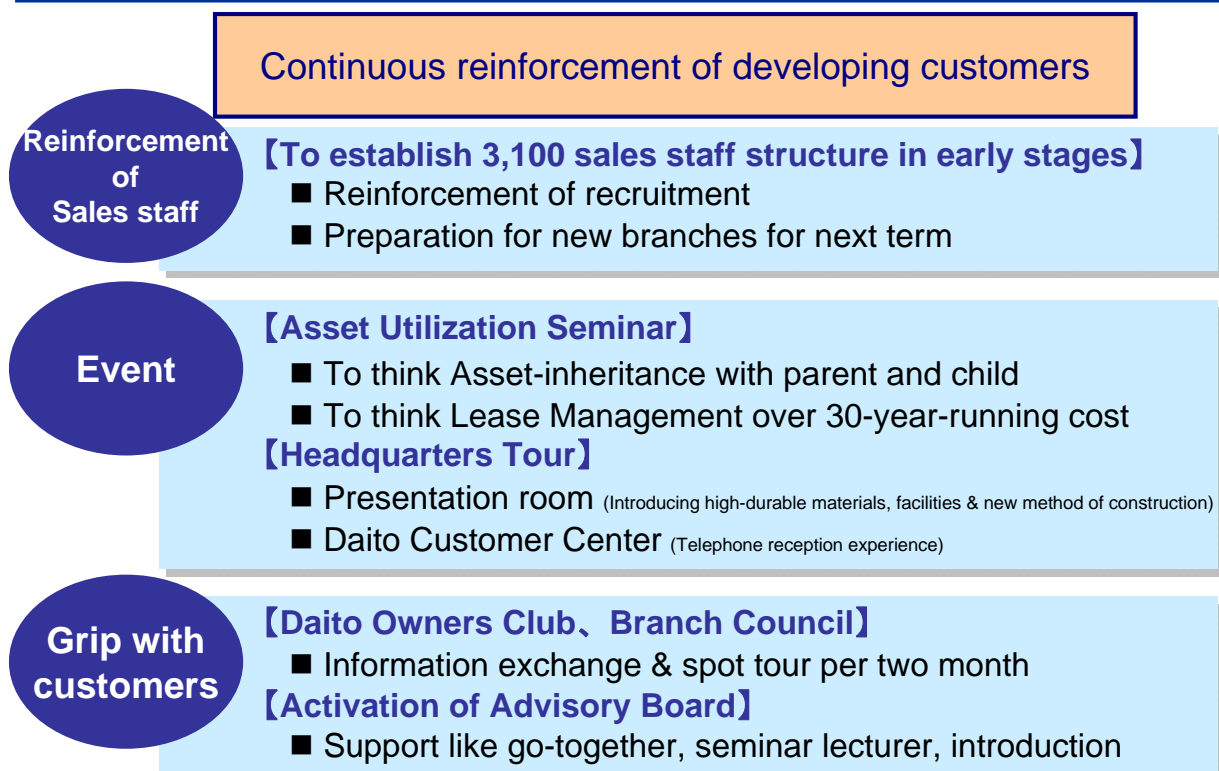 Continuous reinforcement of developing customers
Reinforcement
of
Sales staff
【To establish 3,100 sales staff structure in early stages】
■ Reinforcement of recruitment
■ Preparation for new branches for next term
Event
【Asset Utilization Seminar】
■ To think Asset-inheritance with parent and child
■ To think Lease Management over 30-year-running cost
【Headquarters Tour】
■ Presentation room (Introducing high-durable materials, facilities & new method of construction)
■ Daito Customer Center (Telephone reception experience)
Grip with
customers
【Daito Owners Club、Branch Council】
■ Information exchange & spot tour per two month
【Activation of Advisory Board】
■ Support like go-together, seminar lecturer, introduction